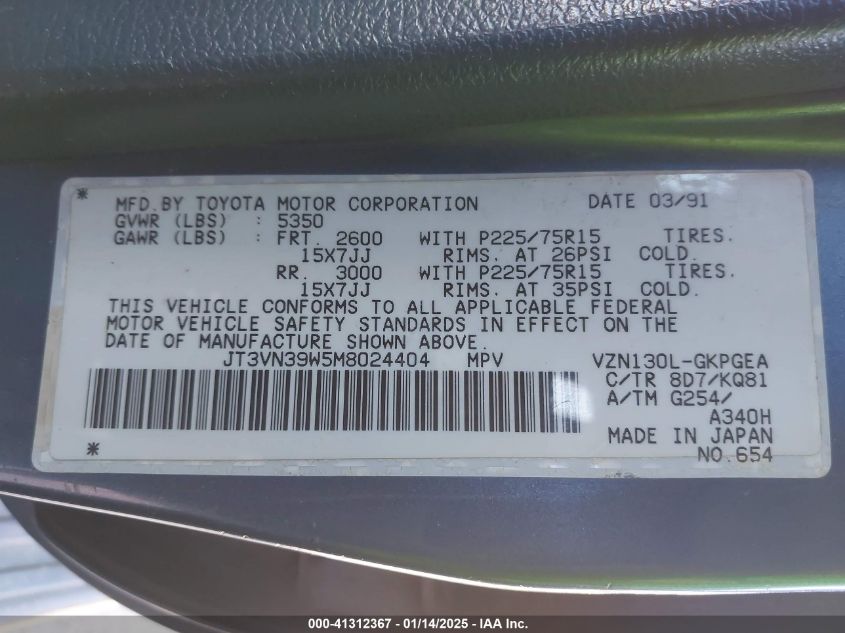 * MFD.BY TOYOTA MOTOR CORPORATION DATE 03/91
GVWR (LBS) : 5350
GAWR (LBS) : FRT. 2600 WITH P225/75R15 TIRES.
15X7JJ RIMS. AT 26PSI COLD.
RR. 3000 WITH P225/75R15 TIRES.
15X7JJ RIMS. AT 35PSI COLD.
THIS VEHICLE CONFORMS TO ALL APPLICABLE FEDERAL
MOTOR VEHICLE SAFETY STANDARDS IN EFFECT ON THE
DATE OF MANUFACTURE SHOWN ABOVE.
JT3VN39W5M8024404 MPV VZN130L-GKPGEA
C/TR 8D7/KQ81
A/TM G254/
A340H
* MADE IN JAPAN
NO.654
000-41312367 - 01/14/2025 - IAA Inc.